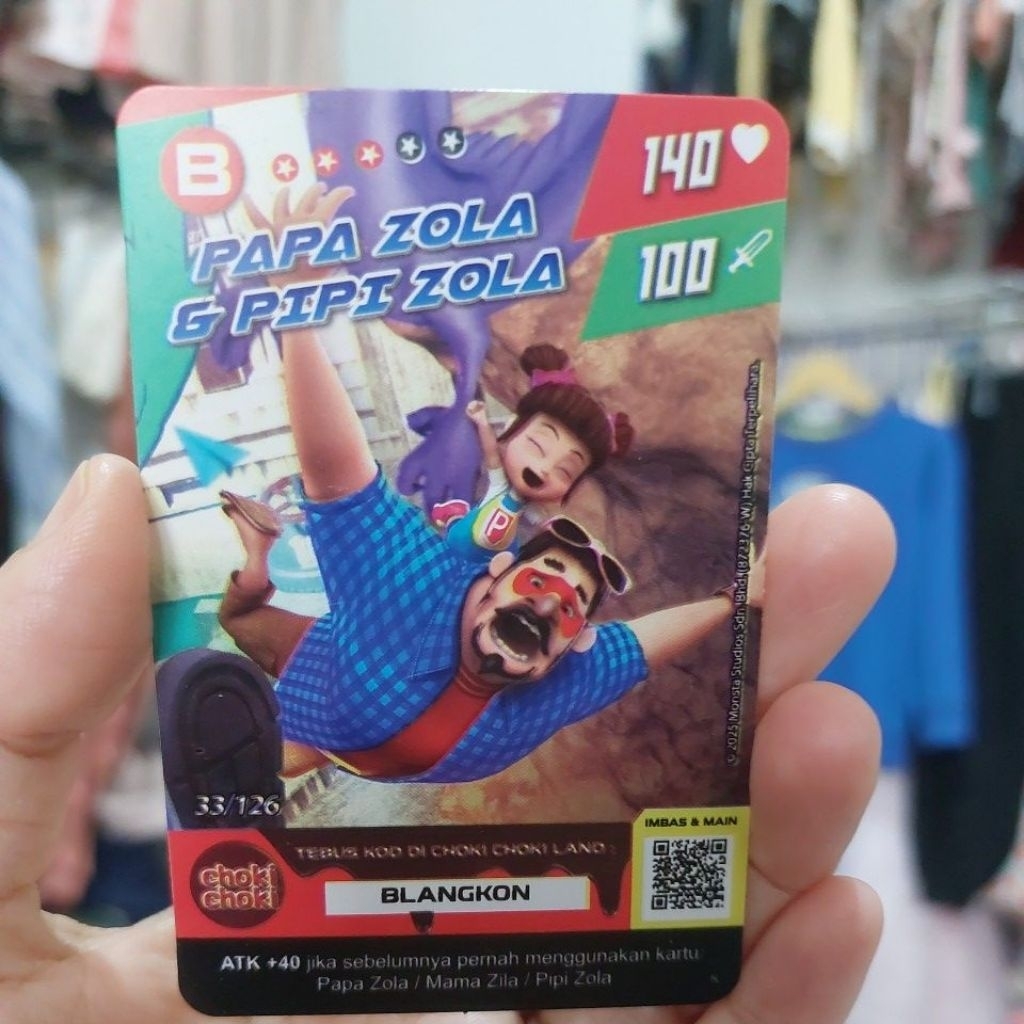 B
140
PAPA ZOLA
& PIPI ZOLA
100
P
© 2025 Monsta Studios Sdn. Bhd. (872376-W) Hak Cipta Terpelihara.
33/126
IMBAS & MAIN
TEBUS KOD DI CHOKI CHOKI LAND :
choki
choki
BLANGKON
ATK +40 jika sebelumnya pernah menggunakan kartu
Papa Zola / Mama Zila / Pipi Zola